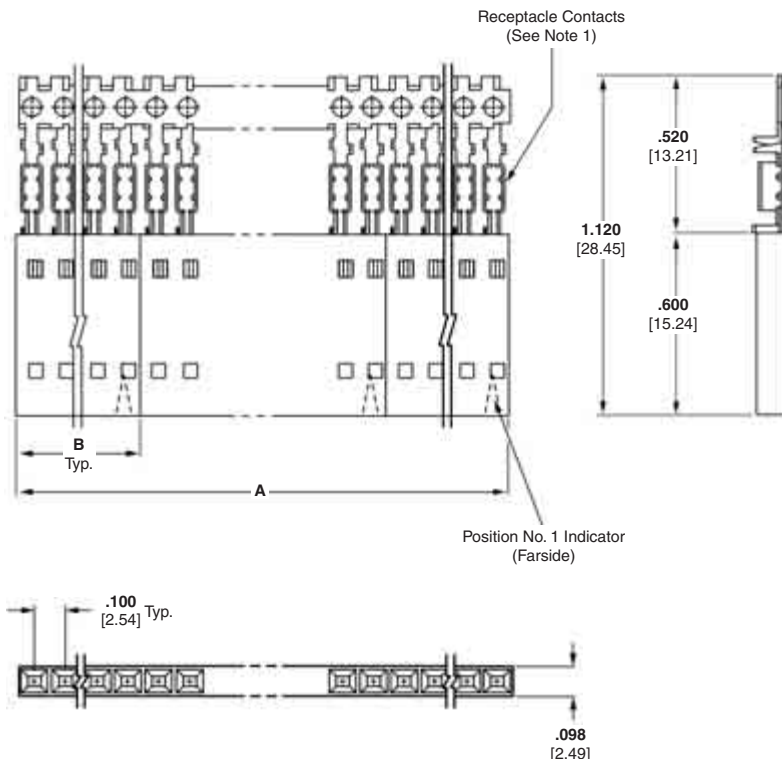 Receptacle Contacts
(See Note 1)
.520
[13.21]
1.120
[28.45]
.600
[15.24]
B
Typ.
A
Position No. 1 Indicator
(Farside)
.100
[2.54]
Typ.
.098
[2.49]